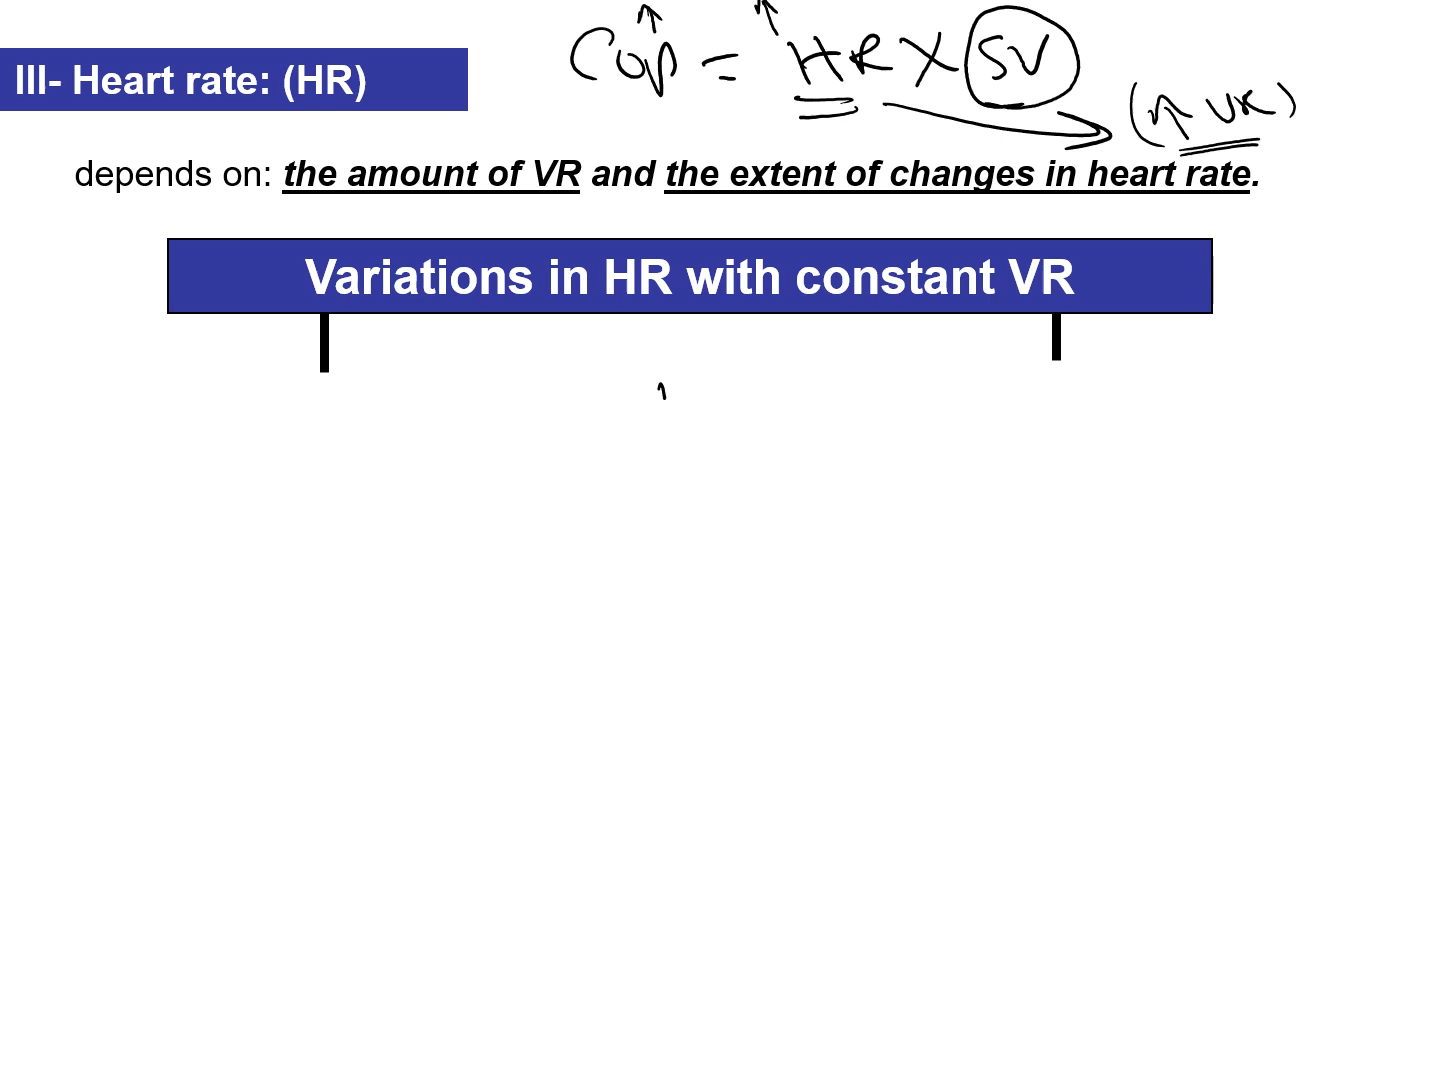 Cop = HR X SV
III- Heart rate: (HR)
(↑ VR)
depends on: the amount of VR and the extent of changes in heart rate.
Variations in HR with constant VR